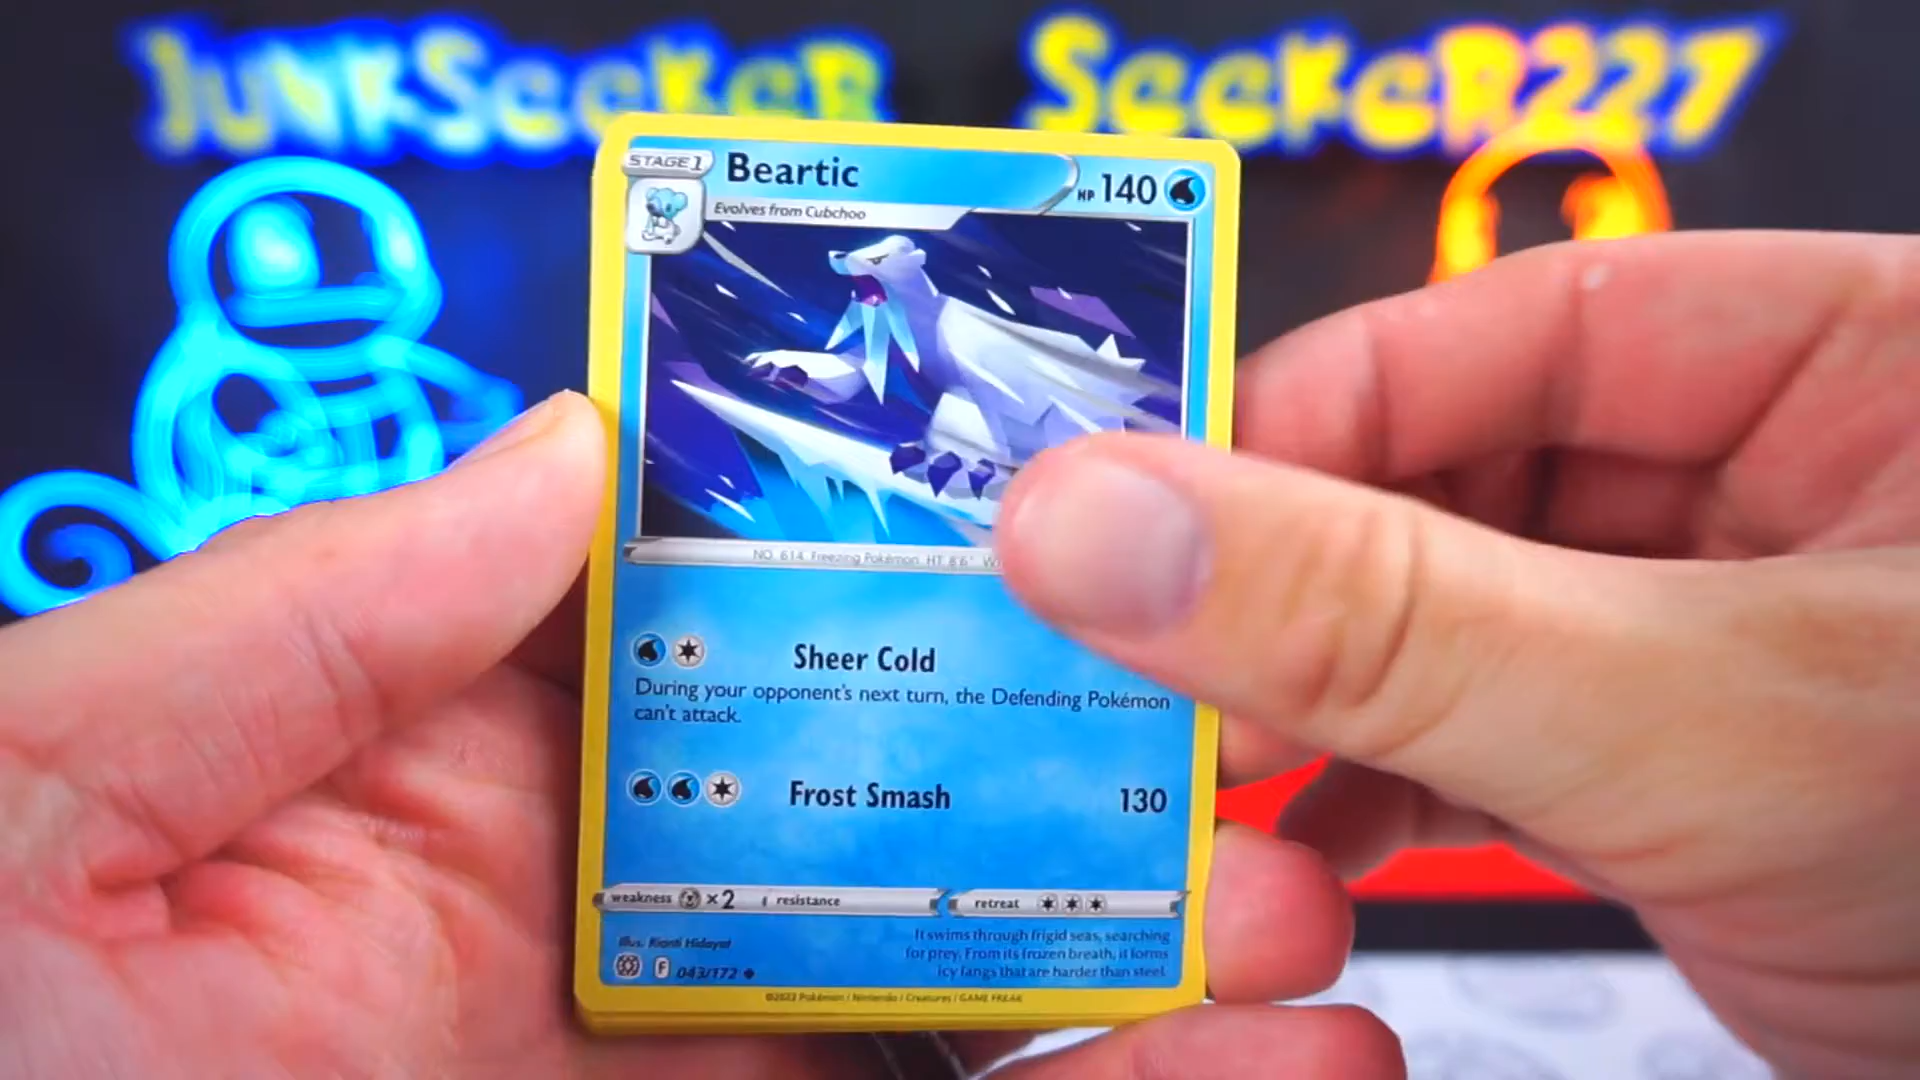 JunkSeeker Seeker227
STAGE 1
Beartic
HP 140
Evolves from Cubchoo
NO. 614 Freezing Pokémon HT. 8'6"
Sheer Cold
During your opponent's next turn, the Defending Pokémon
can't attack.
Frost Smash 130
weakness ×2 resistance retreat
Illus. Rianti Hidayat
It swims through frigid seas, searching
for prey. From its frozen breath, it forms
icy fangs that are harder than steel.
F 043/172
©2022 Pokémon / Nintendo / Creatures / GAME FREAK